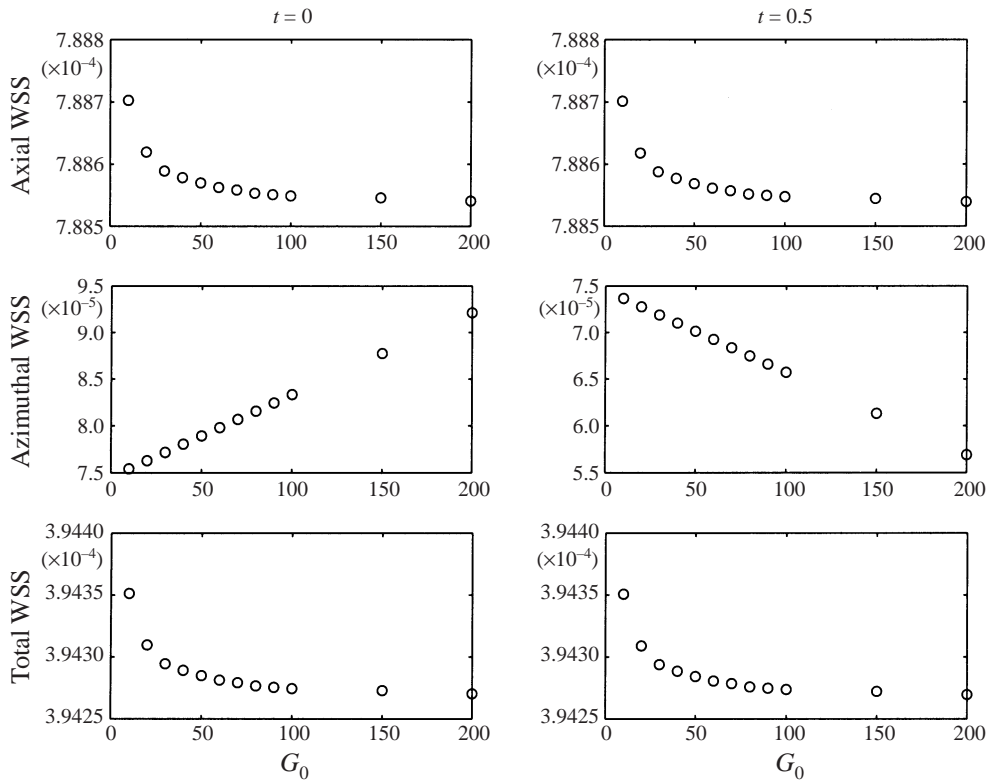 t = 0
t = 0.5
Axial WSS
7.888
(×10⁻⁴)
7.887
7.886
7.885
0 50 100 150 200
7.888
(×10⁻⁴)
7.887
7.886
7.885
0 50 100 150 200
Azimuthal WSS
9.5
(×10⁻⁵)
9.0
8.5
8.0
7.5
0 50 100 150 200
7.5
(×10⁻⁵)
7.0
6.5
6.0
5.5
0 50 100 150 200
Total WSS
3.9440
(×10⁻⁴)
3.9435
3.9430
3.9425
0 50 100 150 200
G₀
3.9440
(×10⁻⁴)
3.9435
3.9430
3.9425
0 50 100 150 200
G₀